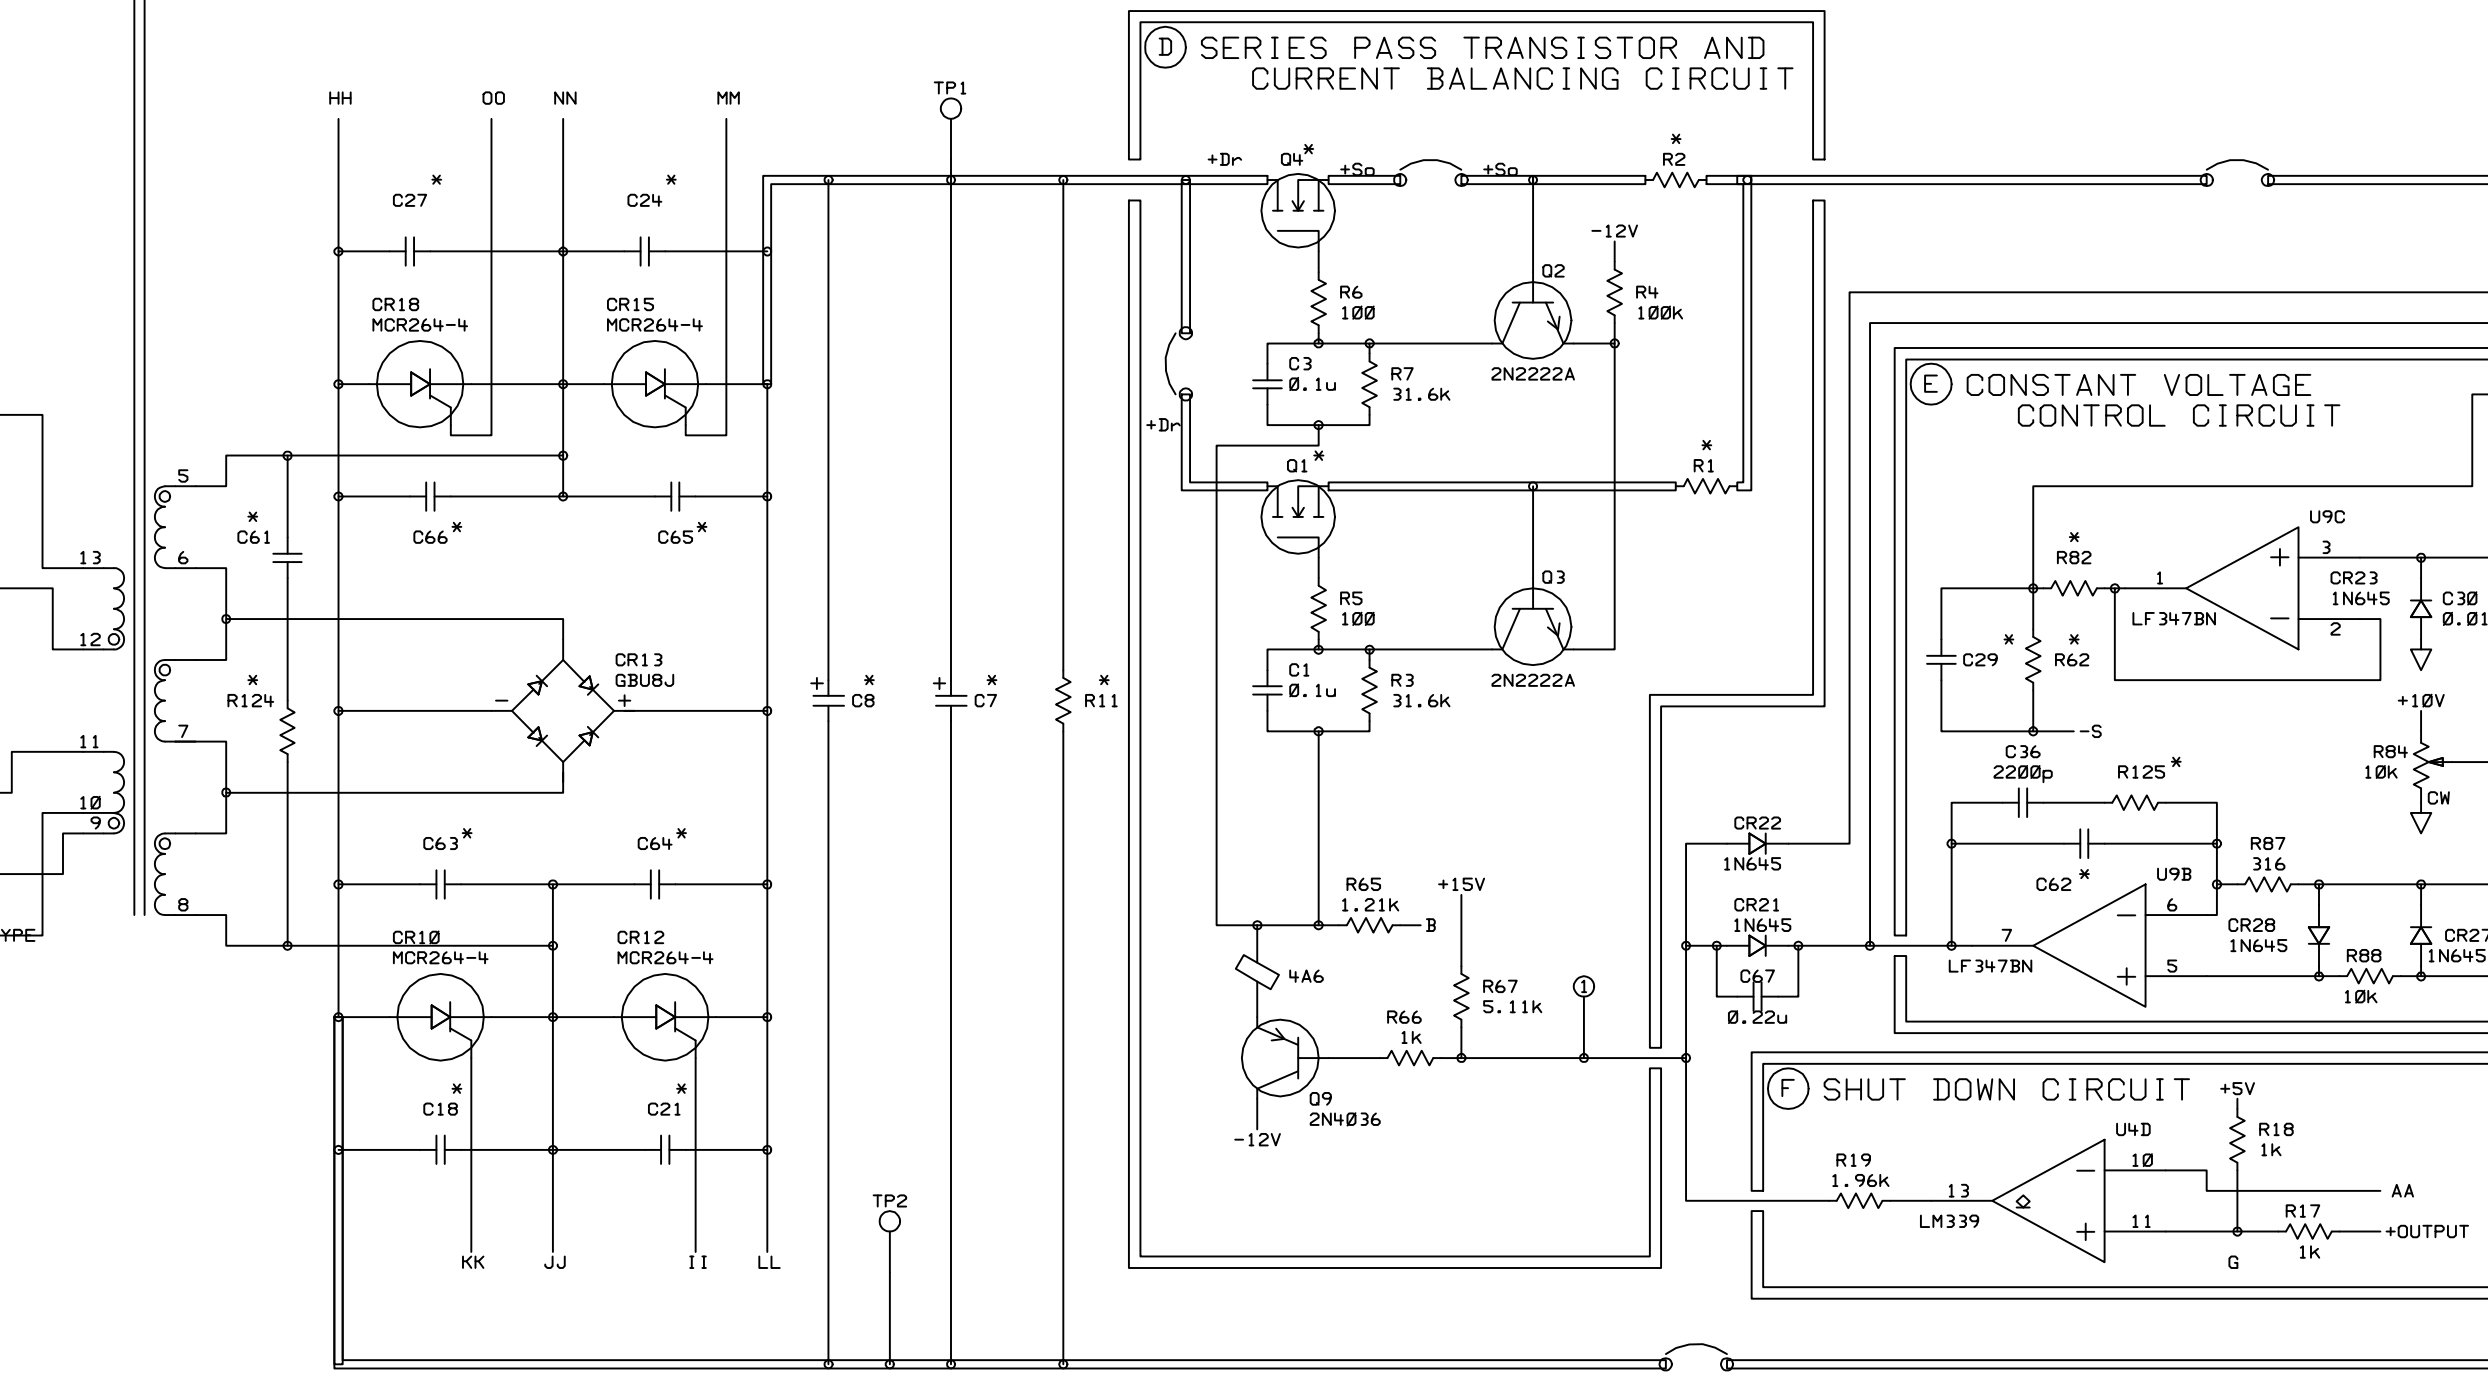 D SERIES PASS TRANSISTOR AND
CURRENT BALANCING CIRCUIT
HH
OO
NN
MM
TP1
C27*
C24*
CR18
MCR264-4
CR15
MCR264-4
5
6
7
8
13
12
11
10
9
YPE
*
C61
*
R124
C66*
C65*
CR13
GBU8J
-
+
C63*
C64*
CR10
MCR264-4
CR12
MCR264-4
C18*
C21*
KK
JJ
II
LL
+
*
C8
+
*
C7
*
R11
TP2
+Dr
Q4*
+So
+So
*
R2
-12V
R6
100
Q2
R4
100k
C3
0.1u
R7
31.6k
2N2222A
+Dr
Q1*
*
R1
R5
100
Q3
C1
0.1u
R3
31.6k
2N2222A
R65
1.21k
B
+15V
4A6
R67
5.11k
1
R66
1k
Q9
2N4036
-12V
CR22
1N645
CR21
1N645
C67
0.22u
E CONSTANT VOLTAGE
CONTROL CIRCUIT
U9C
*
R82
1
+
3
-
2
LF347BN
CR23
1N645
C30
0.01
C29*
*
R62
-S
+10V
R84
10k
CW
C36
2200p
R125*
C62*
R87
316
U9B
7
-
6
+
5
LF347BN
CR28
1N645
R88
10k
CR27
1N645
F SHUT DOWN CIRCUIT
+5V
U4D
R18
1k
R19
1.96k
13
-
10
AA
LM339
+
11
R17
1k
+OUTPUT
G